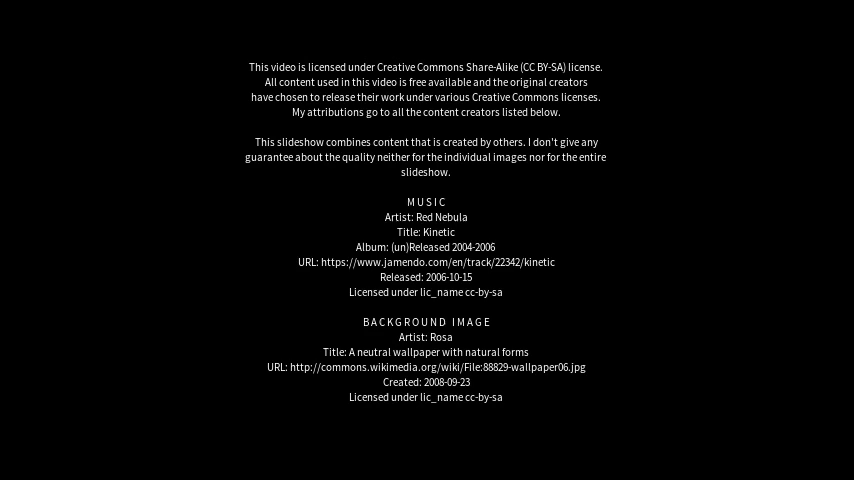 This video is licensed under Creative Commons Share-Alike (CC BY-SA) license.
All content used in this video is free available and the original creators
have chosen to release their work under various Creative Commons licenses.
My attributions go to all the content creators listed below.
This slideshow combines content that is created by others. I don't give any
guarantee about the quality neither for the individual images nor for the entire
slideshow.
MUSIC
Artist: Red Nebula
Title: Kinetic
Album: (un)Released 2004-2006
URL: https://www.jamendo.com/en/track/22342/kinetic
Released: 2006-10-15
Licensed under lic_name cc-by-sa
BACKGROUND IMAGE
Artist: Rosa
Title: A neutral wallpaper with natural forms
URL: http://commons.wikimedia.org/wiki/File:88829-wallpaper06.jpg
Created: 2008-09-23
Licensed under lic_name cc-by-sa